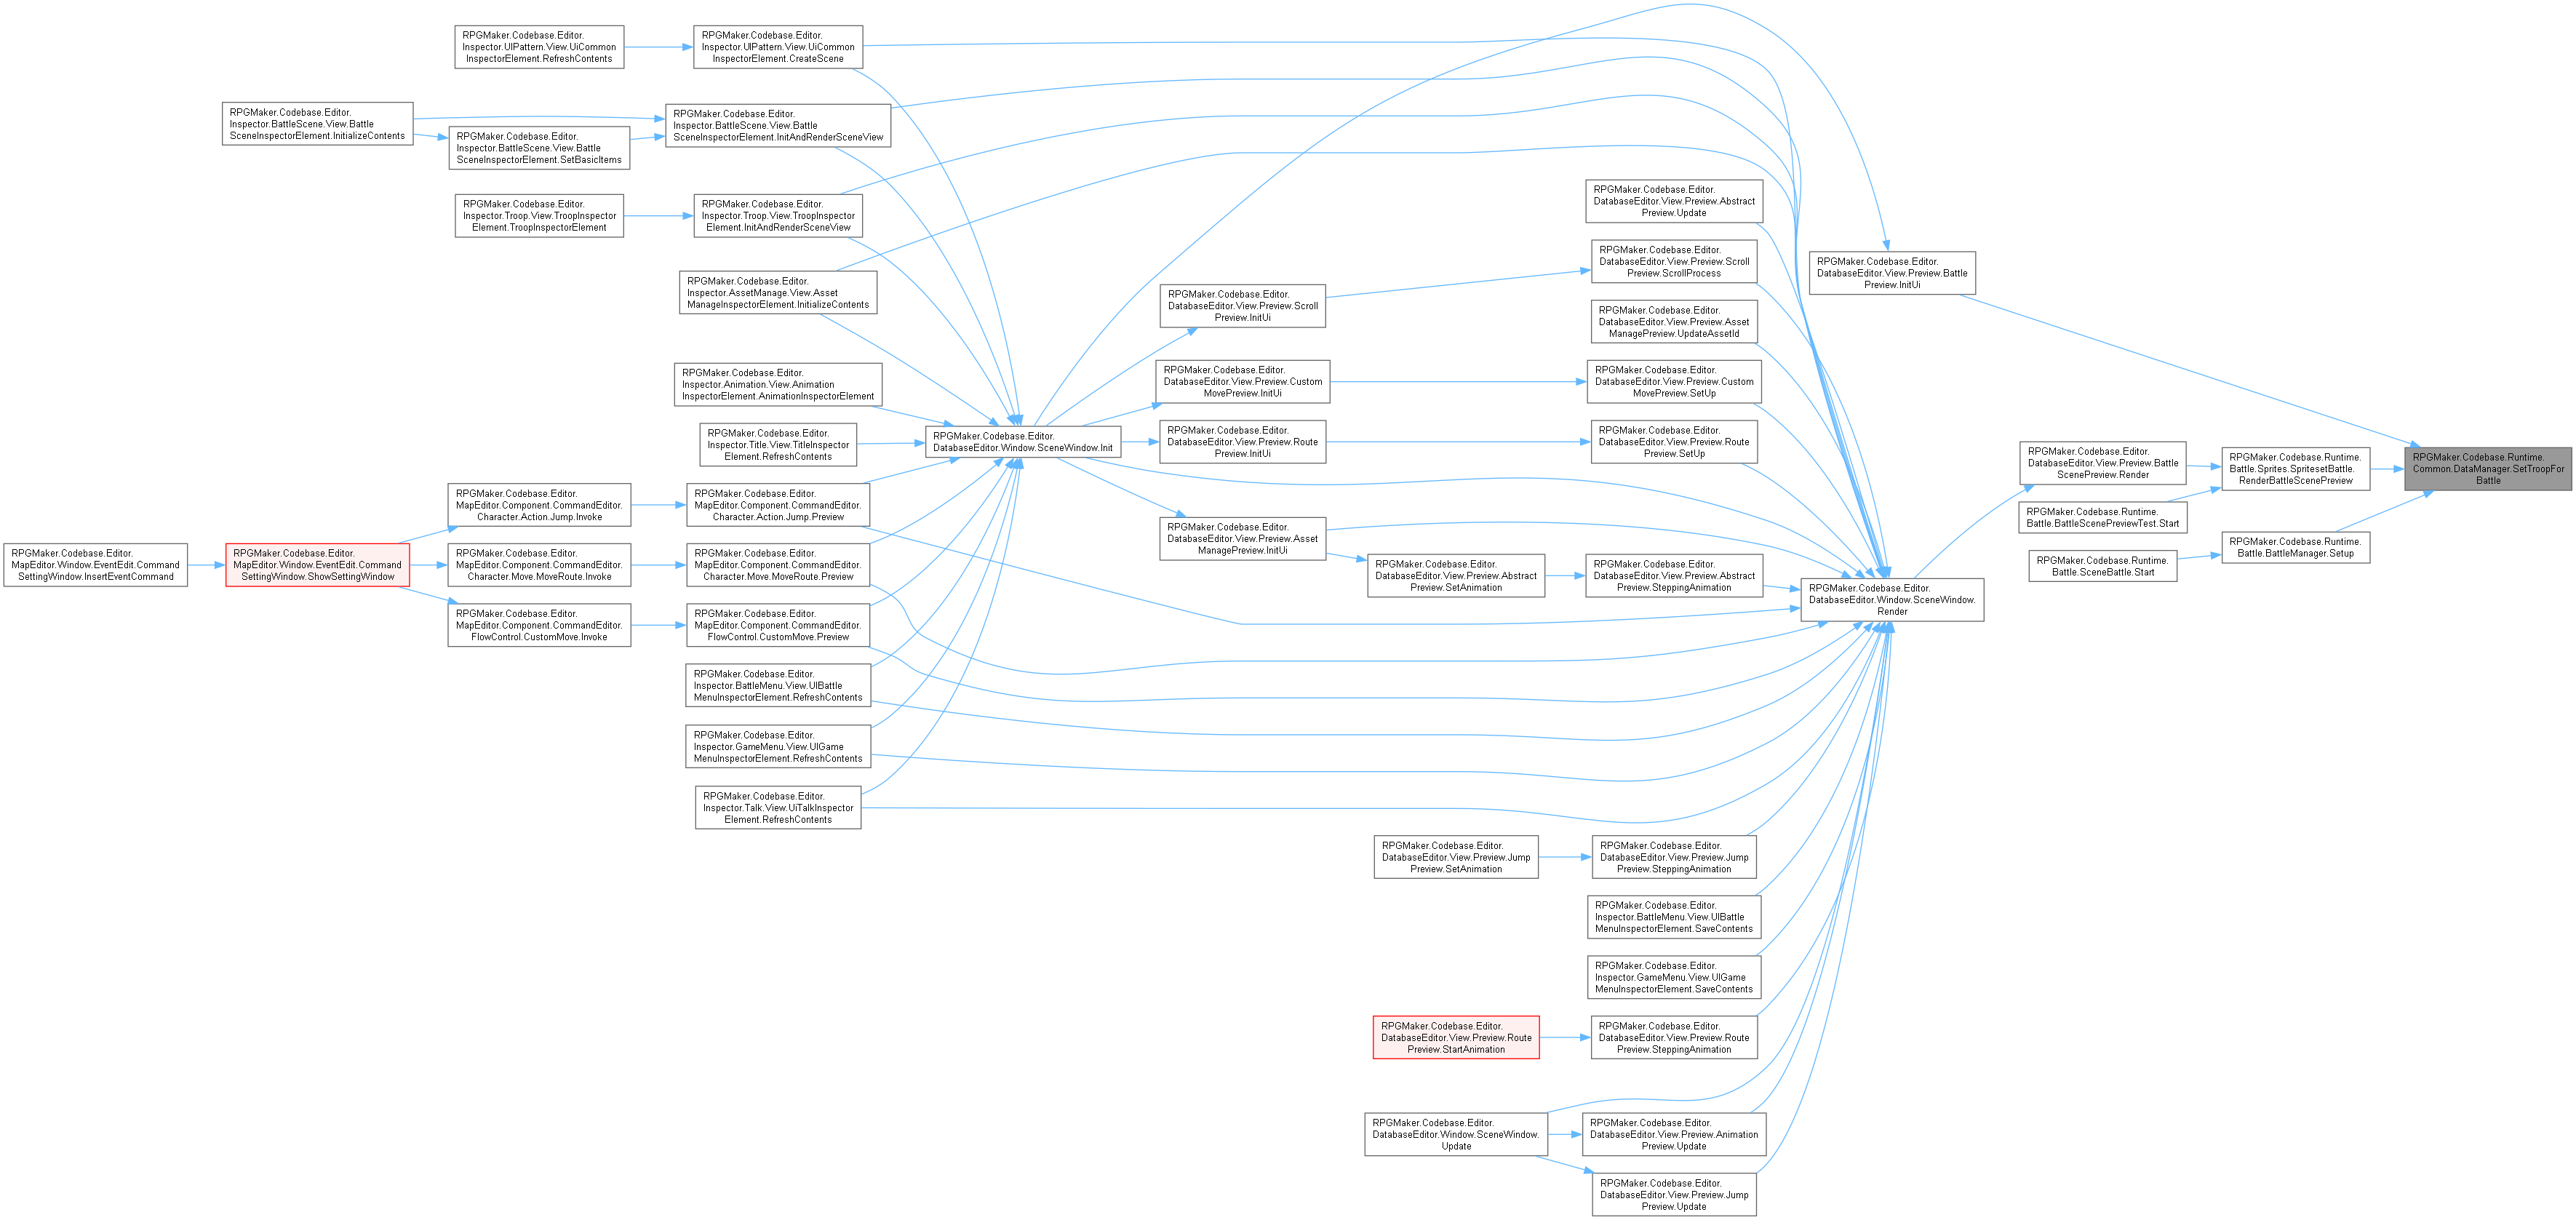 RPGMaker.Codebase.Editor.
Inspector.UIPattern.View.UiCommon
InspectorElement.RefreshContents
RPGMaker.Codebase.Editor.
Inspector.UIPattern.View.UiCommon
InspectorElement.CreateScene
RPGMaker.Codebase.Editor.
Inspector.BattleScene.View.Battle
SceneInspectorElement.InitializeContents
RPGMaker.Codebase.Editor.
Inspector.BattleScene.View.Battle
SceneInspectorElement.SetBasicItems
RPGMaker.Codebase.Editor.
Inspector.BattleScene.View.Battle
SceneInspectorElement.InitAndRenderSceneView
RPGMaker.Codebase.Editor.
Inspector.Troop.View.TroopInspector
Element.TroopInspectorElement
RPGMaker.Codebase.Editor.
Inspector.Troop.View.TroopInspector
Element.InitAndRenderSceneView
RPGMaker.Codebase.Editor.
Inspector.AssetManage.View.Asset
ManageInspectorElement.InitializeContents
RPGMaker.Codebase.Editor.
Inspector.Animation.View.Animation
InspectorElement.AnimationInspectorElement
RPGMaker.Codebase.Editor.
Inspector.Title.View.TitleInspector
Element.RefreshContents
RPGMaker.Codebase.Editor.
MapEditor.Component.CommandEditor.
Character.Action.Jump.Invoke
RPGMaker.Codebase.Editor.
MapEditor.Component.CommandEditor.
Character.Action.Jump.Preview
RPGMaker.Codebase.Editor.
MapEditor.Window.EventEdit.Command
SettingWindow.InsertEventCommand
RPGMaker.Codebase.Editor.
MapEditor.Window.EventEdit.Command
SettingWindow.ShowSettingWindow
RPGMaker.Codebase.Editor.
MapEditor.Component.CommandEditor.
Character.Move.MoveRoute.Invoke
RPGMaker.Codebase.Editor.
MapEditor.Component.CommandEditor.
Character.Move.MoveRoute.Preview
RPGMaker.Codebase.Editor.
MapEditor.Component.CommandEditor.
FlowControl.CustomMove.Invoke
RPGMaker.Codebase.Editor.
MapEditor.Component.CommandEditor.
FlowControl.CustomMove.Preview
RPGMaker.Codebase.Editor.
Inspector.BattleMenu.View.UIBattle
MenuInspectorElement.RefreshContents
RPGMaker.Codebase.Editor.
Inspector.GameMenu.View.UIGame
MenuInspectorElement.RefreshContents
RPGMaker.Codebase.Editor.
Inspector.Talk.View.UiTalkInspector
Element.RefreshContents
RPGMaker.Codebase.Editor.
DatabaseEditor.Window.SceneWindow.Init
RPGMaker.Codebase.Editor.
DatabaseEditor.View.Preview.Scroll
Preview.InitUi
RPGMaker.Codebase.Editor.
DatabaseEditor.View.Preview.Custom
MovePreview.InitUi
RPGMaker.Codebase.Editor.
DatabaseEditor.View.Preview.Route
Preview.InitUi
RPGMaker.Codebase.Editor.
DatabaseEditor.View.Preview.Asset
ManagePreview.InitUi
RPGMaker.Codebase.Editor.
DatabaseEditor.View.Preview.Abstract
Preview.SetAnimation
RPGMaker.Codebase.Editor.
DatabaseEditor.View.Preview.Abstract
Preview.Update
RPGMaker.Codebase.Editor.
DatabaseEditor.View.Preview.Scroll
Preview.ScrollProcess
RPGMaker.Codebase.Editor.
DatabaseEditor.View.Preview.Asset
ManagePreview.UpdateAssetId
RPGMaker.Codebase.Editor.
DatabaseEditor.View.Preview.Custom
MovePreview.SetUp
RPGMaker.Codebase.Editor.
DatabaseEditor.View.Preview.Route
Preview.SetUp
RPGMaker.Codebase.Editor.
DatabaseEditor.View.Preview.Abstract
Preview.SteppingAnimation
RPGMaker.Codebase.Editor.
DatabaseEditor.View.Preview.Jump
Preview.SetAnimation
RPGMaker.Codebase.Editor.
DatabaseEditor.View.Preview.Jump
Preview.SteppingAnimation
RPGMaker.Codebase.Editor.
Inspector.BattleMenu.View.UIBattle
MenuInspectorElement.SaveContents
RPGMaker.Codebase.Editor.
Inspector.GameMenu.View.UIGame
MenuInspectorElement.SaveContents
RPGMaker.Codebase.Editor.
DatabaseEditor.View.Preview.Route
Preview.StartAnimation
RPGMaker.Codebase.Editor.
DatabaseEditor.View.Preview.Route
Preview.SteppingAnimation
RPGMaker.Codebase.Editor.
DatabaseEditor.Window.SceneWindow.
Update
RPGMaker.Codebase.Editor.
DatabaseEditor.View.Preview.Animation
Preview.Update
RPGMaker.Codebase.Editor.
DatabaseEditor.View.Preview.Jump
Preview.Update
RPGMaker.Codebase.Editor.
DatabaseEditor.View.Preview.Battle
Preview.InitUi
RPGMaker.Codebase.Editor.
DatabaseEditor.Window.SceneWindow.
Render
RPGMaker.Codebase.Editor.
DatabaseEditor.View.Preview.Battle
ScenePreview.Render
RPGMaker.Codebase.Runtime.
Battle.BattleScenePreviewTest.Start
RPGMaker.Codebase.Runtime.
Battle.SceneBattle.Start
RPGMaker.Codebase.Runtime.
Battle.Sprites.SpritesetBattle.
RenderBattleScenePreview
RPGMaker.Codebase.Runtime.
Battle.BattleManager.Setup
RPGMaker.Codebase.Runtime.
Common.DataManager.SetTroopFor
Battle